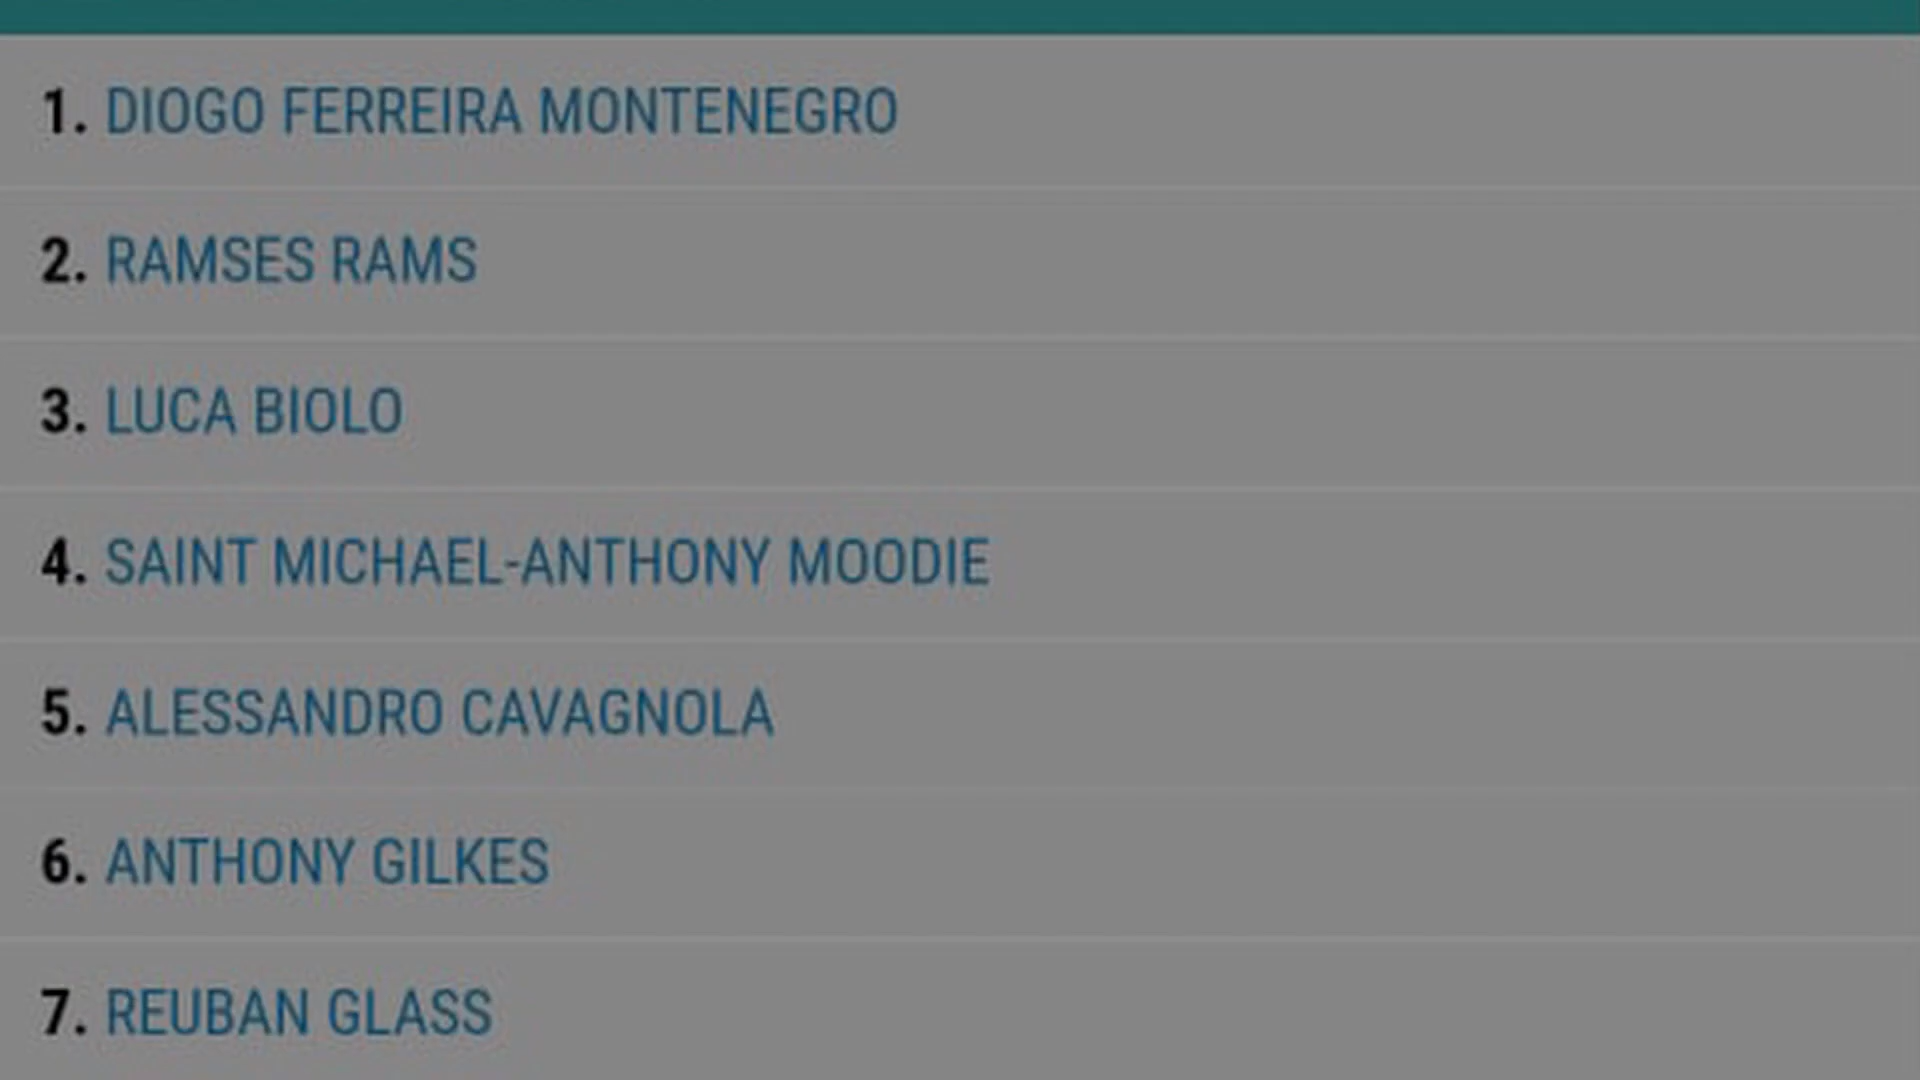 1. DIOGO FERREIRA MONTENEGRO
2. RAMSES RAMS
3. LUCA BIOLO
4. SAINT MICHAEL-ANTHONY MOODIE
5. ALESSANDRO CAVAGNOLA
6. ANTHONY GILKES
7. REUBAN GLASS